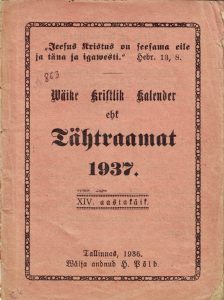 „Jeesus Kristus on seesama eile
ja täna ja igawesti.“ Hebr. 13, 8.
863
Wäike Kristlik Kalender
ehk
Tähtraamat
1937.
XIV. aastakäik.
Tallinnas, 1936.
Wälja andnud H. Põld.